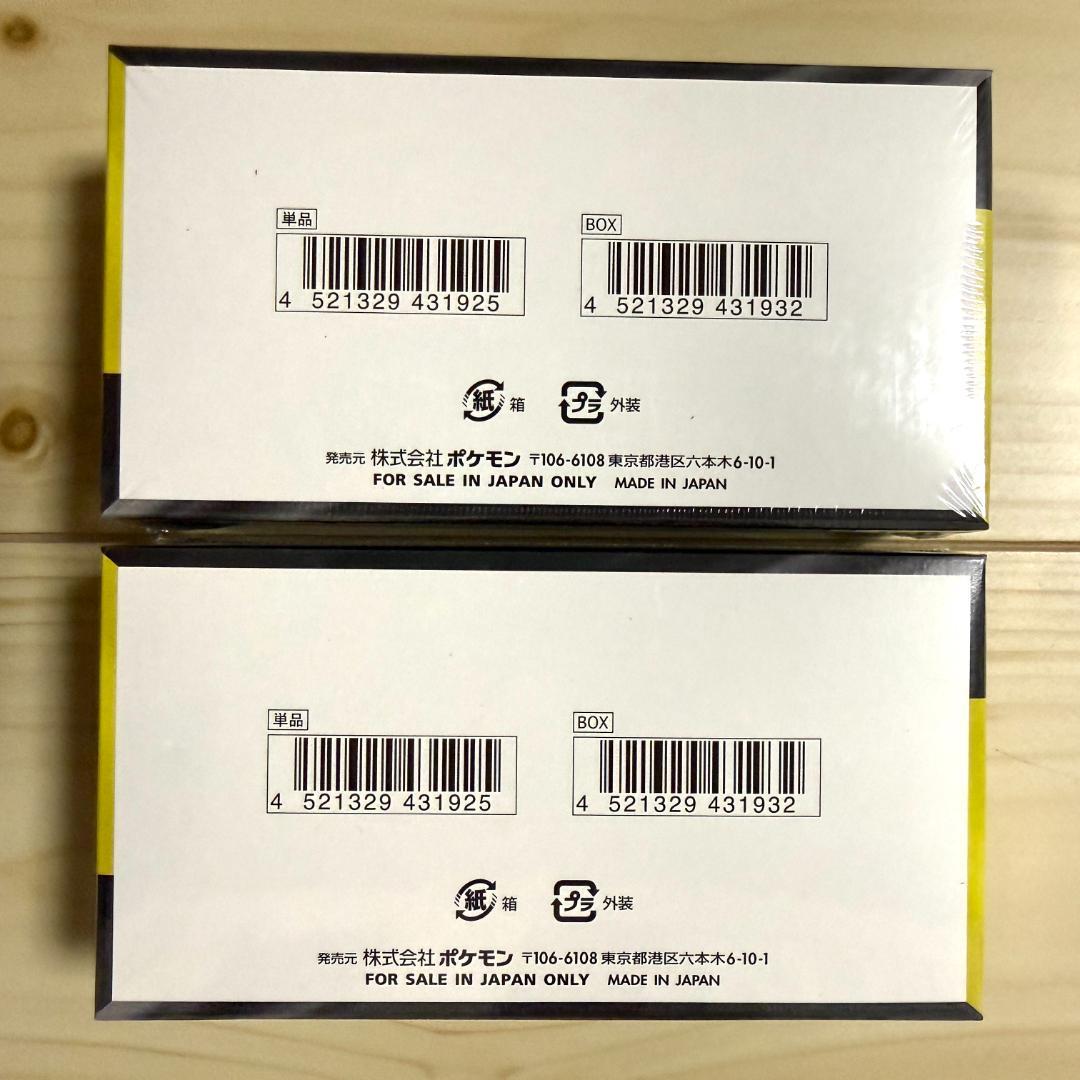 単品
BOX
4 521329 431925
4 521329 431932
紙 箱
プラ 外装
発売元 株式会社ポケモン 〒106-6108 東京都港区六本木6-10-1
FOR SALE IN JAPAN ONLY MADE IN JAPAN
単品
BOX
4 521329 431925
4 521329 431932
紙 箱
プラ 外装
発売元 株式会社ポケモン 〒106-6108 東京都港区六本木6-10-1
FOR SALE IN JAPAN ONLY MADE IN JAPAN